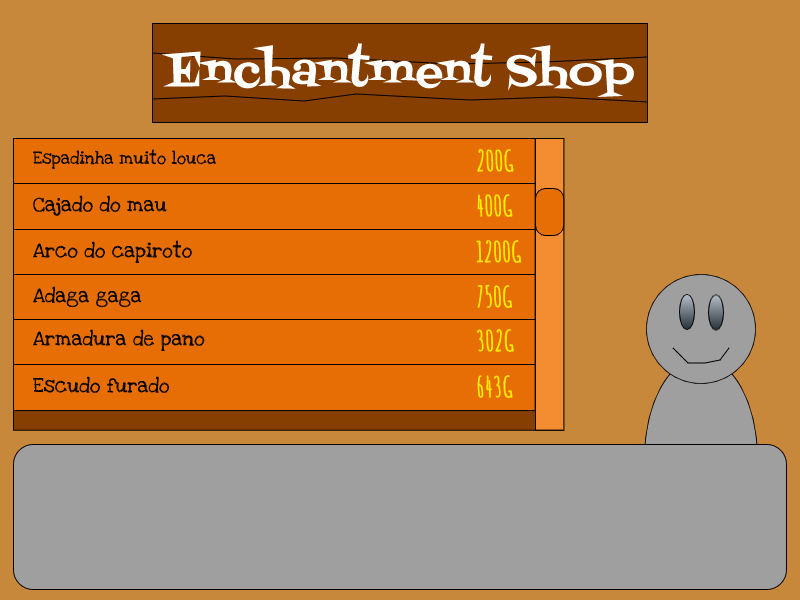 Enchantment Shop
Espadinha muito louca 200G
Cajado do mau 400G
Arco do capiroto 1200G
Adaga gaga 750G
Armadura de pano 302G
Escudo furado 643G